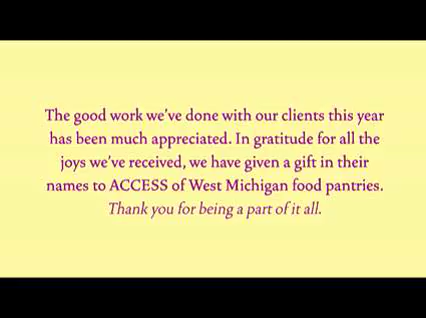 The good work we've done with our clients this year
has been much appreciated. In gratitude for all the
joys we've received, we have given a gift in their
names to ACCESS of West Michigan food pantries.
Thank you for being a part of it all.